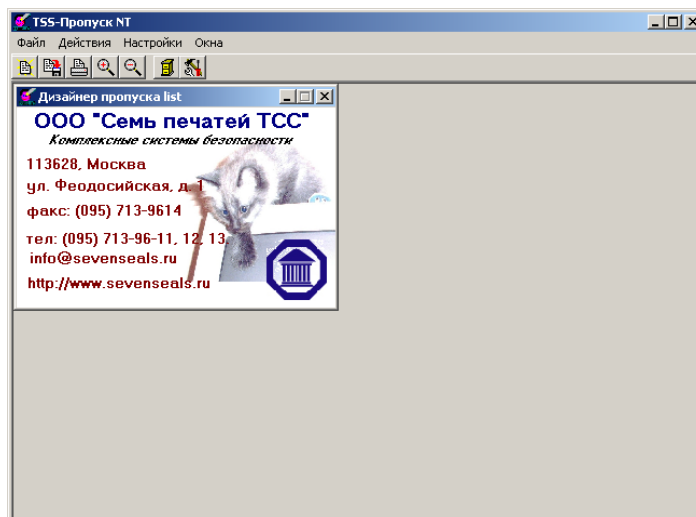 TSS-Пропуск NT
Файл Действия Настройки Окна
Дизайнер пропуска list
ООО "Семь печатей ТСС"
Комплексные системы безопасности
113628, Москва
ул. Феодосийская, д. 1
факс: (095) 713-9614
тел: (095) 713-96-11, 12, 13.
info@sevenseals.ru
http://www.sevenseals.ru